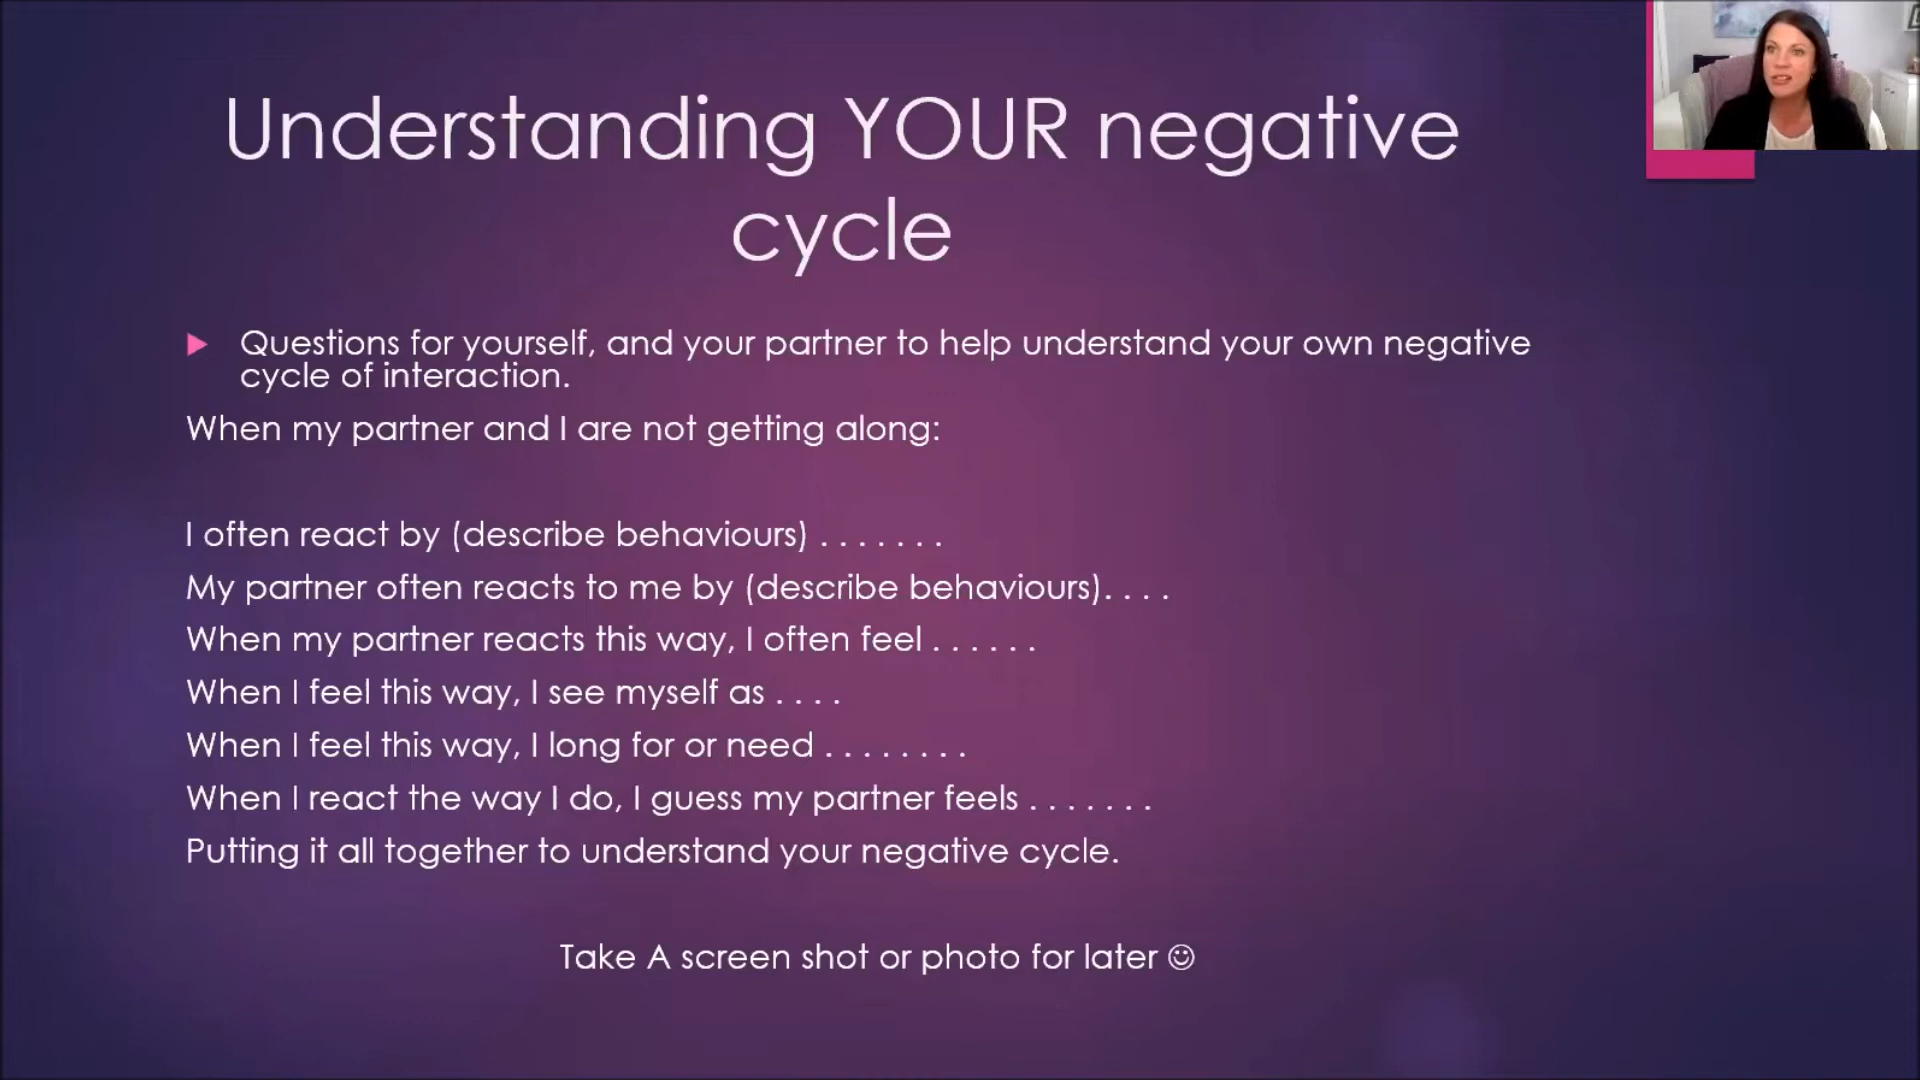 Understanding YOUR negative
cycle
Questions for yourself, and your partner to help understand your own negative
cycle of interaction.
When my partner and I are not getting along:
I often react by (describe behaviours) . . . . . . .
My partner often reacts to me by (describe behaviours). . . .
When my partner reacts this way, I often feel . . . . . .
When I feel this way, I see myself as . . . .
When I feel this way, I long for or need . . . . . . . .
When I react the way I do, I guess my partner feels . . . . . . .
Putting it all together to understand your negative cycle.
Take A screen shot or photo for later ☺